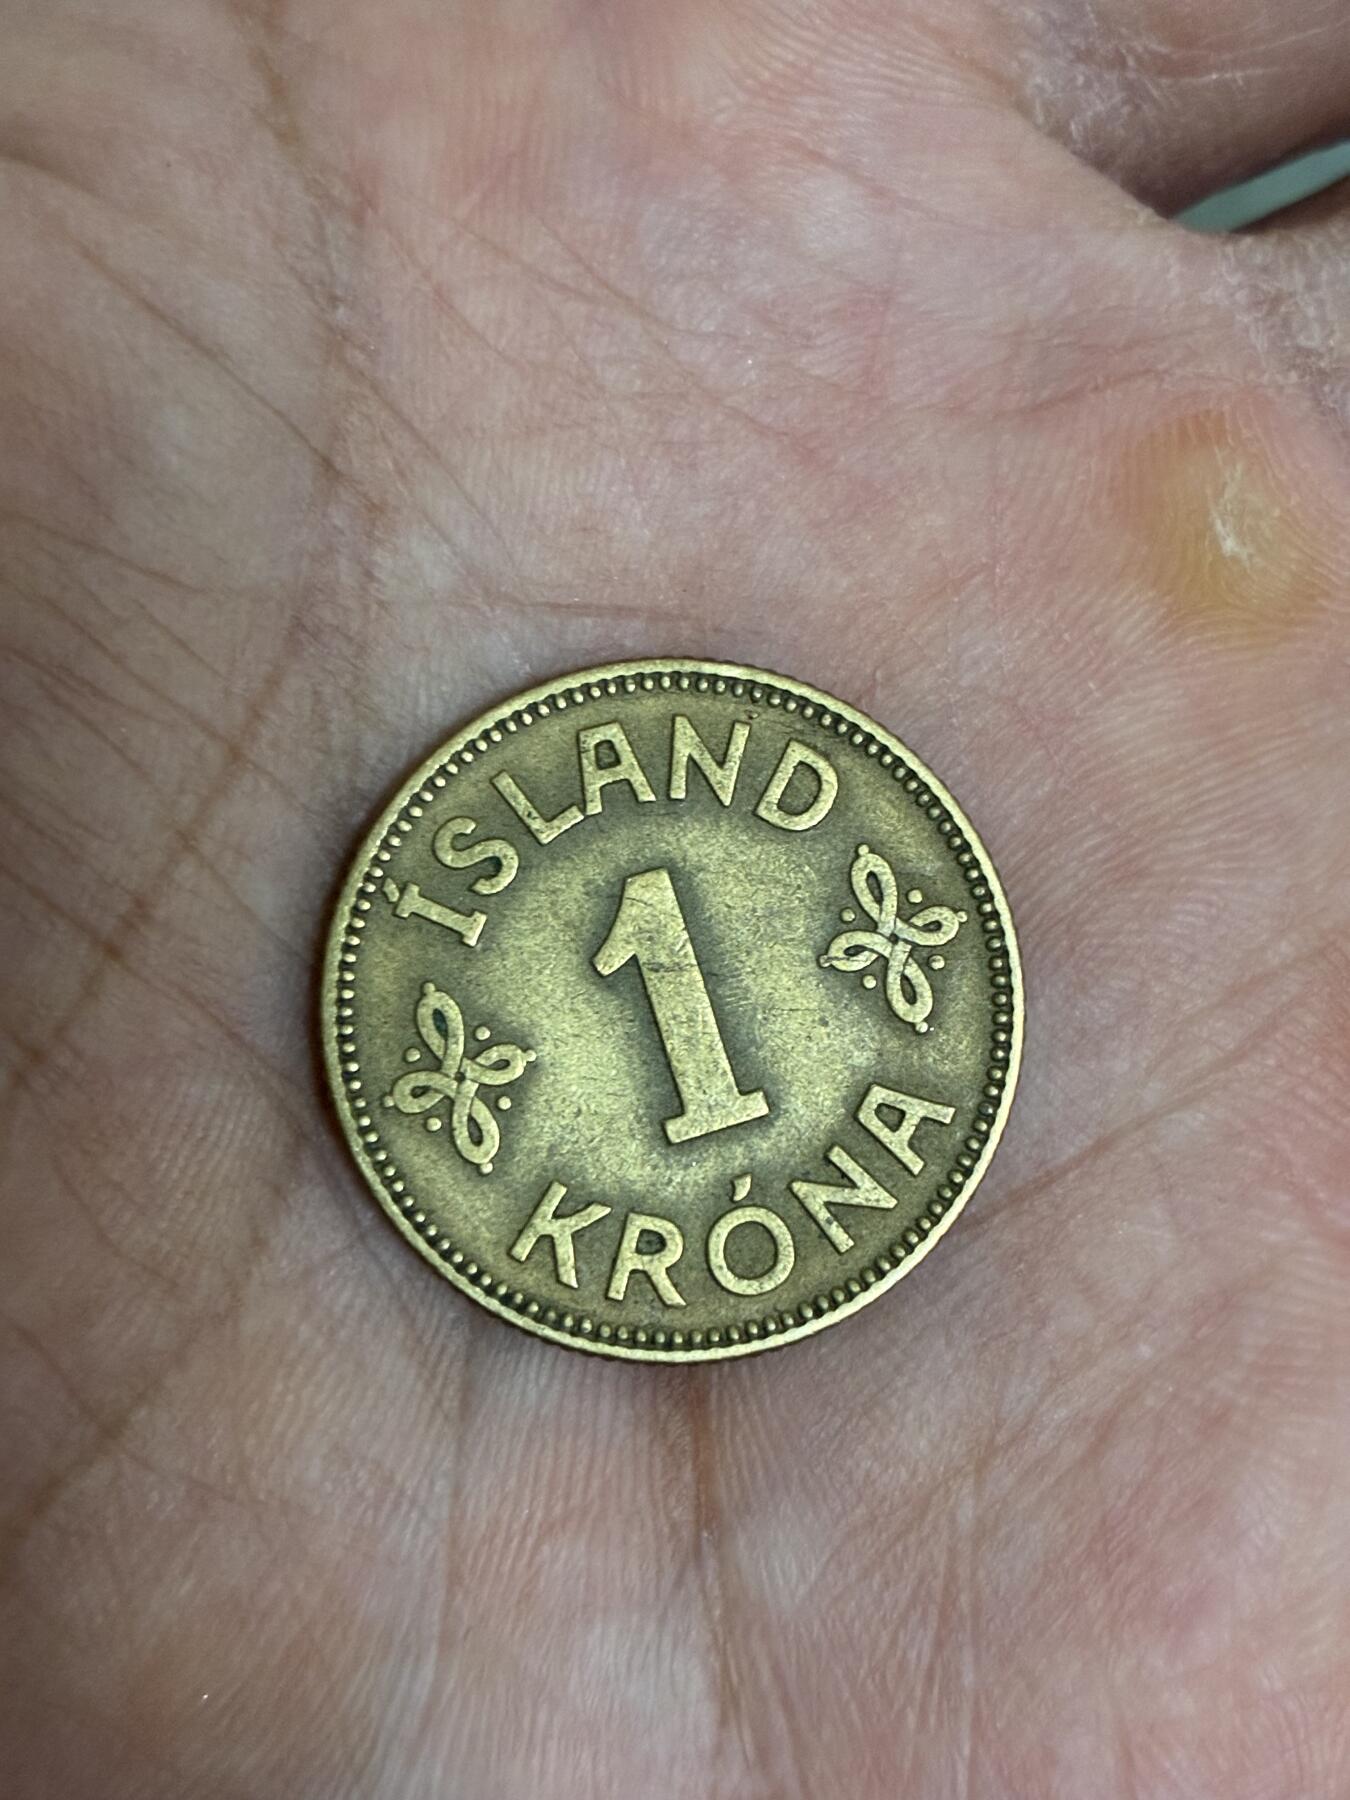 ÍSLAND
1
KRÓNA